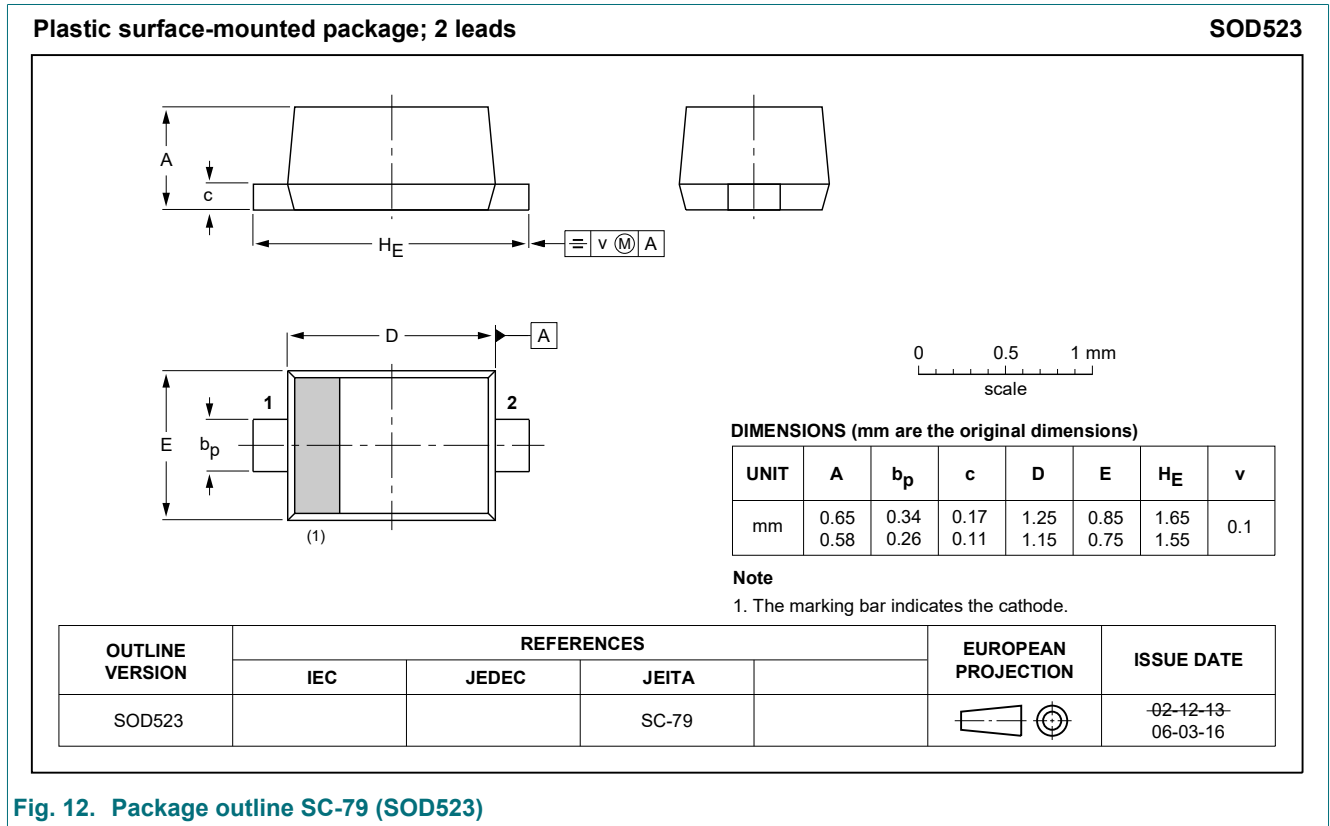 Plastic surface-mounted package; 2 leads SOD523
A
c
HE
v M A
D
A
1
2
E
bp
(1)
0 0.5 1 mm
scale
DIMENSIONS (mm are the original dimensions)
UNIT A bp c D E HE v
mm 0.65 0.34 0.17 1.25 0.85 1.65 0.1
0.58 0.26 0.11 1.15 0.75 1.55
Note
1. The marking bar indicates the cathode.
OUTLINE VERSION REFERENCES EUROPEAN PROJECTION ISSUE DATE
IEC JEDEC JEITA
SOD523 SC-79 02-12-13
06-03-16
Fig. 12. Package outline SC-79 (SOD523)